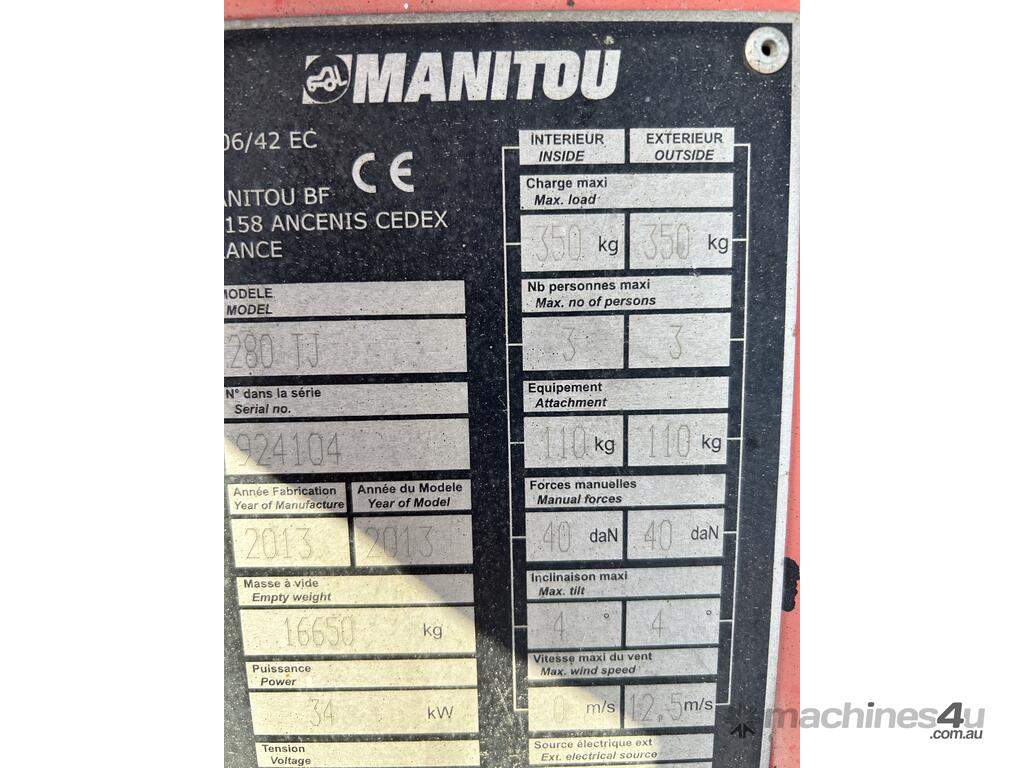 MANITOU
06/42 EC
CE
ANITOU BF
158 ANCENIS CEDEX
ANCE
MODELE
MODEL
280 TJ
N° dans la série
Serial no.
924104
Année Fabrication
Year of Manufacture
Année du Modele
Year of Model
2013
2013
Masse à vide
Empty weight
16650 kg
Puissance
Power
34 kW
Tension
Voltage
INTERIEUR
INSIDE
EXTERIEUR
OUTSIDE
Charge maxi
Max. load
350 kg 350 kg
Nb personnes maxi
Max. no of persons
3 3
Equipement
Attachment
110 kg 110 kg
Forces manuelles
Manual forces
40 daN 40 daN
Inclinaison maxi
Max. tilt
4 ° 4 °
Vitesse maxi du vent
Max. wind speed
0 m/s 12,5 m/s
Source électrique ext
Ext. electrical source
machines4u
.com.au